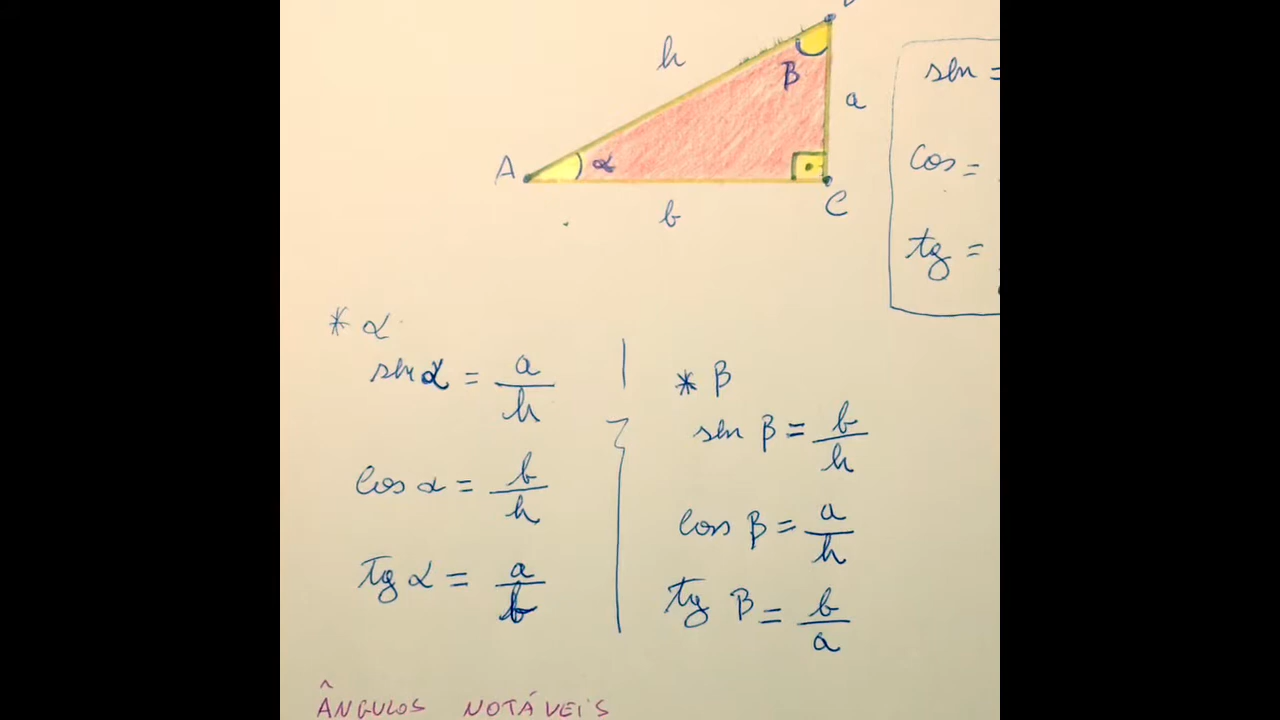 h
β
a
A
α
b
C
sen =
cos =
tg =
* α
sen α = a/h
cos α = b/h
tg α = a/b
* β
sen β = b/h
cos β = a/h
tg β = b/a
ÂNGULOS NOTÁVEIS